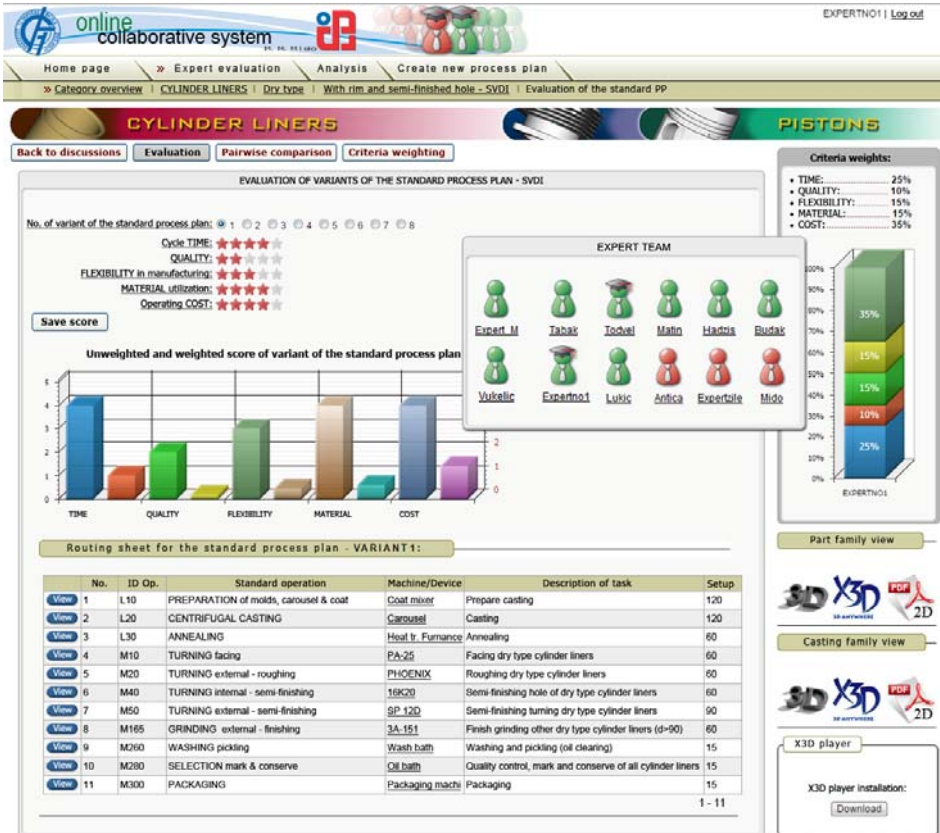 EXPERTNO1 | Log out
online
collaborative system
Home page » Expert evaluation Analysis Create new process plan
» Category overview | CYLINDER LINERS | Dry type | With rim and semi-finished hole - SVDI | Evaluation of the standard PP
CYLINDER LINERS PISTONS
Back to discussions Evaluation Pairwise comparison Criteria weighting
EVALUATION OF VARIANTS OF THE STANDARD PROCESS PLAN - SVDI
No. of variant of the standard process plan: 1 2 3 4 5 6 7 8
Cycle TIME:
QUALITY:
FLEXIBILITY in manufacturing:
MATERIAL utilization:
Operating COST:
Save score
EXPERT TEAM
Expert_M Tabak Todvel Matin Hadzis Budak
Vukelic Expertno1 Lukic Antica Expertzile Mido
Unweighted and weighted score of variant of the standard process plan
5
4
3
2
1
0
2
1
0
TIME QUALITY FLEXIBILITY MATERIAL COST
Criteria weights:
• TIME: 25%
• QUALITY: 10%
• FLEXIBILITY: 15%
• MATERIAL: 15%
• COST: 35%
100%
80%
70%
60%
50%
40%
30%
20%
10%
0%
35%
15%
15%
10%
25%
EXPERTNO1
Routing sheet for the standard process plan - VARIANT1:
No. ID Op. Standard operation Machine/Device Description of task Setup
View 1 L10 PREPARATION of molds, carousel & coat Coat mixer Prepare casting 120
View 2 L20 CENTRIFUGAL CASTING Carousel Casting 120
View 3 L30 ANNEALING Heat tr. Furnance Annealing 60
View 4 M10 TURNING facing PA-25 Facing dry type cylinder liners 60
View 5 M20 TURNING external - roughing PHOENIX Roughing dry type cylinder liners 60
View 6 M40 TURNING internal - semi-finishing 16K20 Semi-finishing hole of dry type cylinder liners 60
View 7 M50 TURNING external - semi-finishing SP 12D Semi-finishing turning dry type cylinder liners 90
View 8 M165 GRINDING external - finishing 3A-151 Finish grinding other dry type cylinder liners (d>90) 60
View 9 M260 WASHING pickling Wash bath Washing and pickling (oil clearing) 15
View 10 M280 SELECTION mark & conserve Oil bath Quality control, mark and conserve of all cylinder liners 15
View 11 M300 PACKAGING Packaging machi Packaging 15
1 - 11
Part family view
3D X3D PDF 2D
Casting family view
3D X3D PDF 2D
X3D player
X3D player installation:
Download